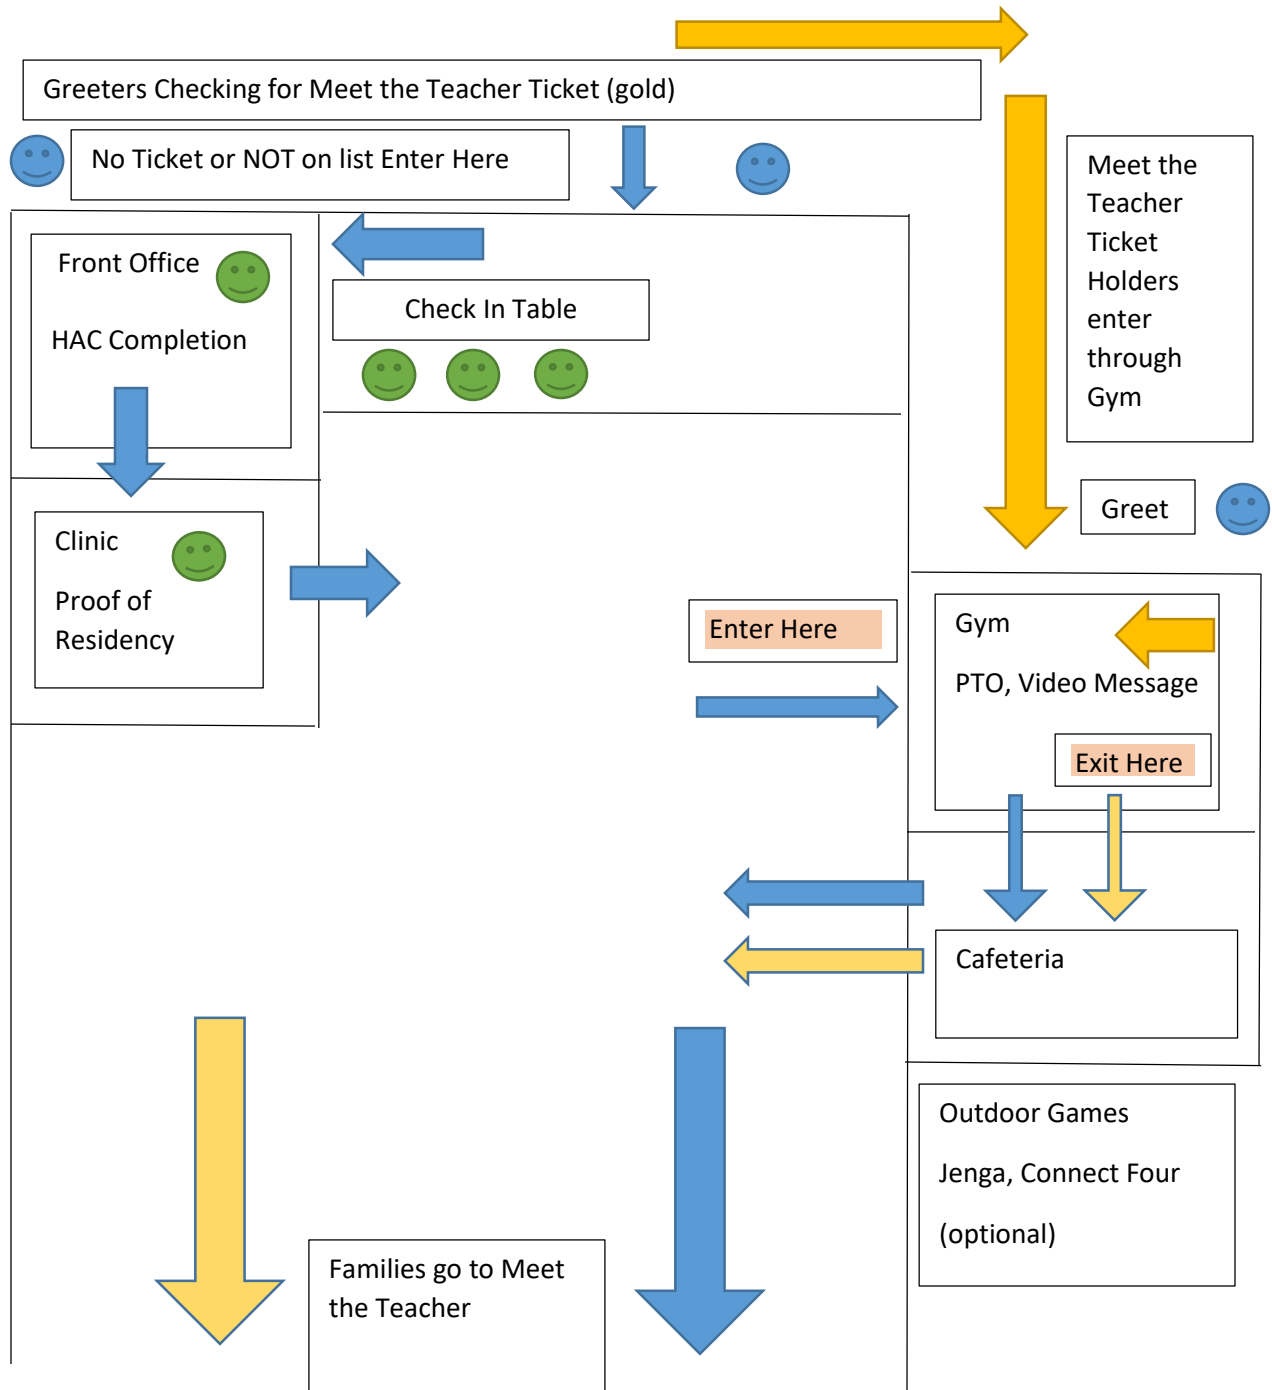 Greeters Checking for Meet the Teacher Ticket (gold)
No Ticket or NOT on list Enter Here
Meet the
Teacher
Ticket
Holders
enter
through
Gym
Front Office
HAC Completion
Check In Table
Greet
Clinic
Proof of
Residency
Enter Here
Gym
PTO, Video Message
Exit Here
Cafeteria
Outdoor Games
Jenga, Connect Four
(optional)
Families go to Meet
the Teacher